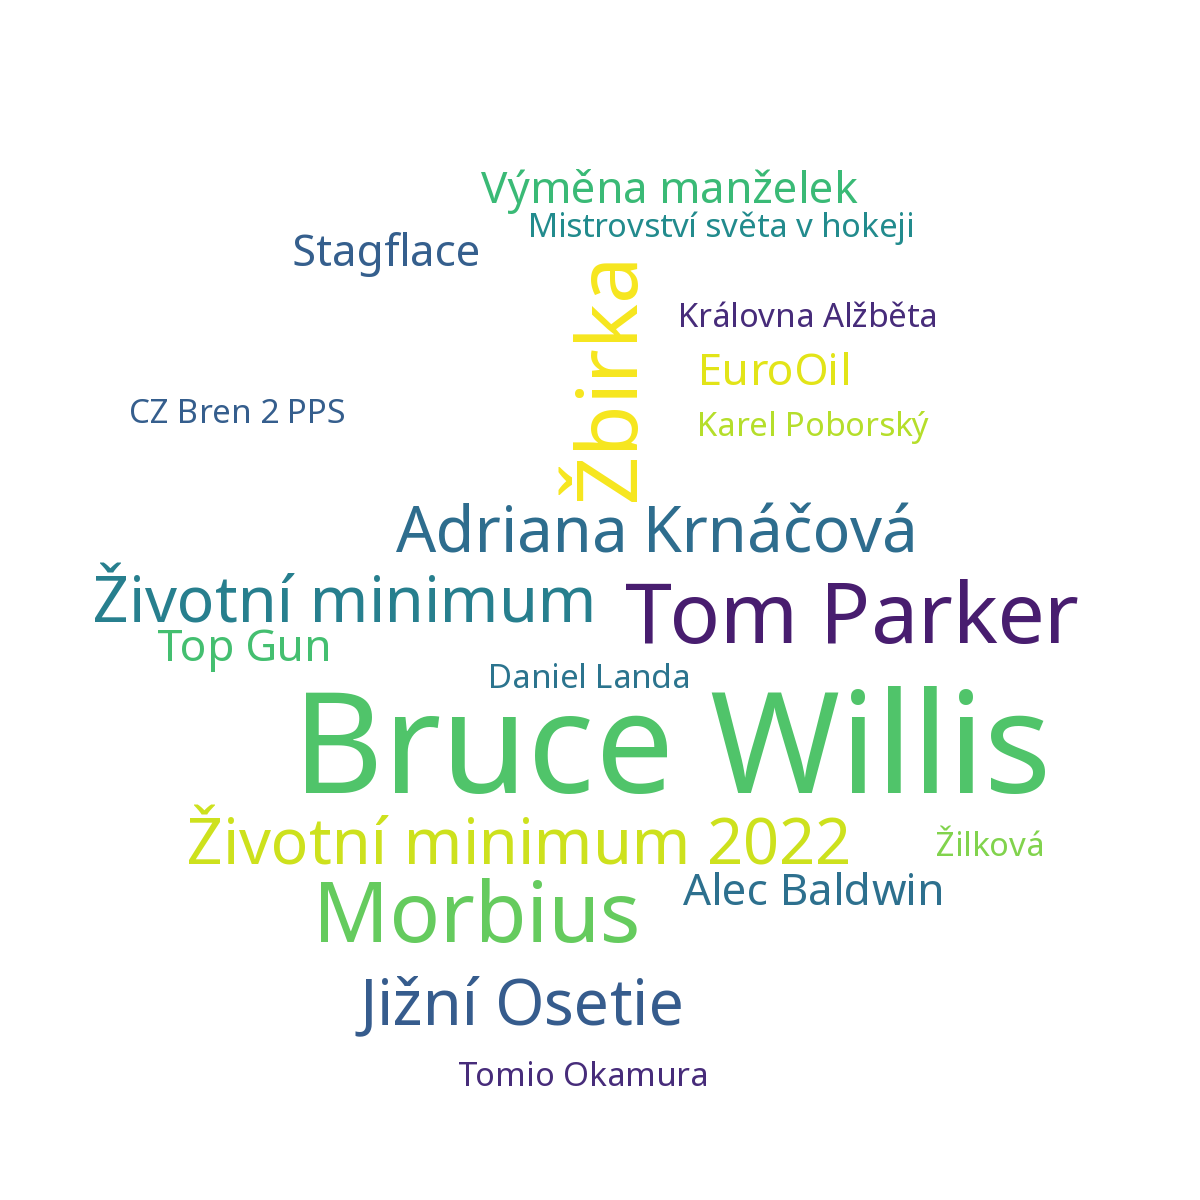 Výměna manželek
Mistrovství světa v hokeji
Stagflace
Žbirka
Královna Alžběta
EuroOil
CZ Bren 2 PPS
Karel Poborský
Adriana Krnáčová
Životní minimum
Tom Parker
Top Gun
Daniel Landa
Bruce Willis
Životní minimum 2022
Žilková
Morbius
Alec Baldwin
Jižní Osetie
Tomio Okamura